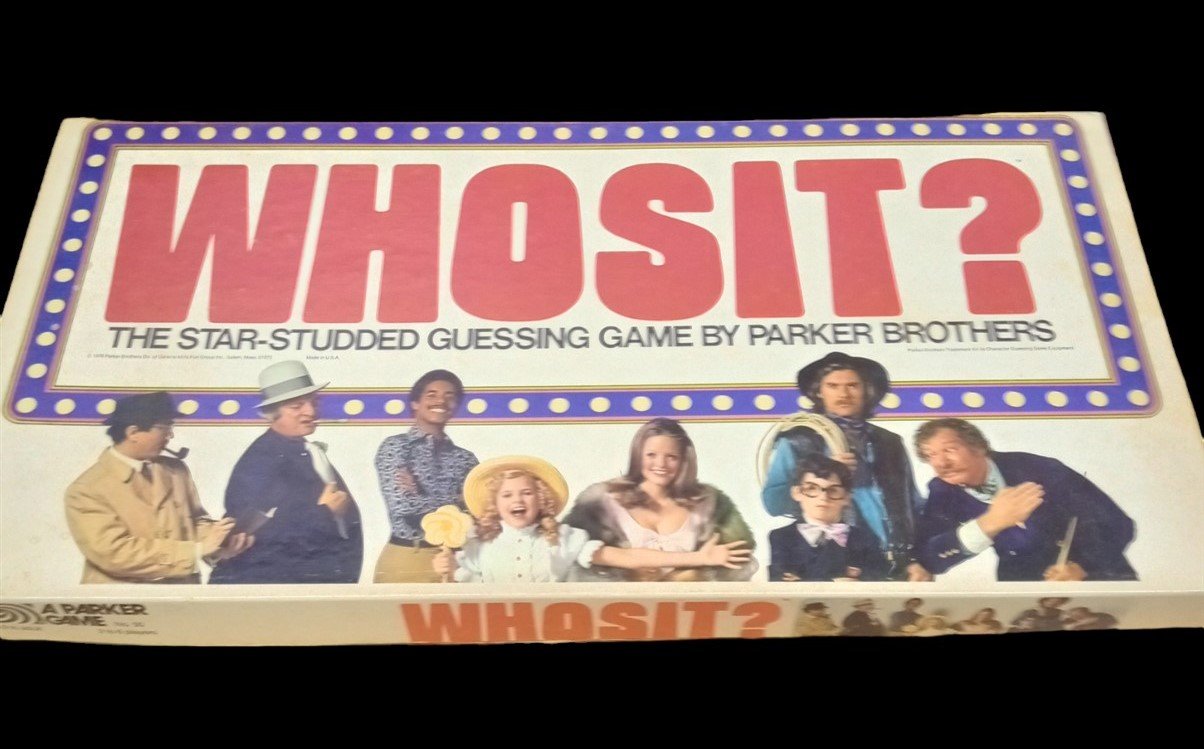 WHOSIT?
THE STAR-STUDDED GUESSING GAME BY PARKER BROTHERS
Made in U.S.A.
A PARKER
GAME
WHOSIT?